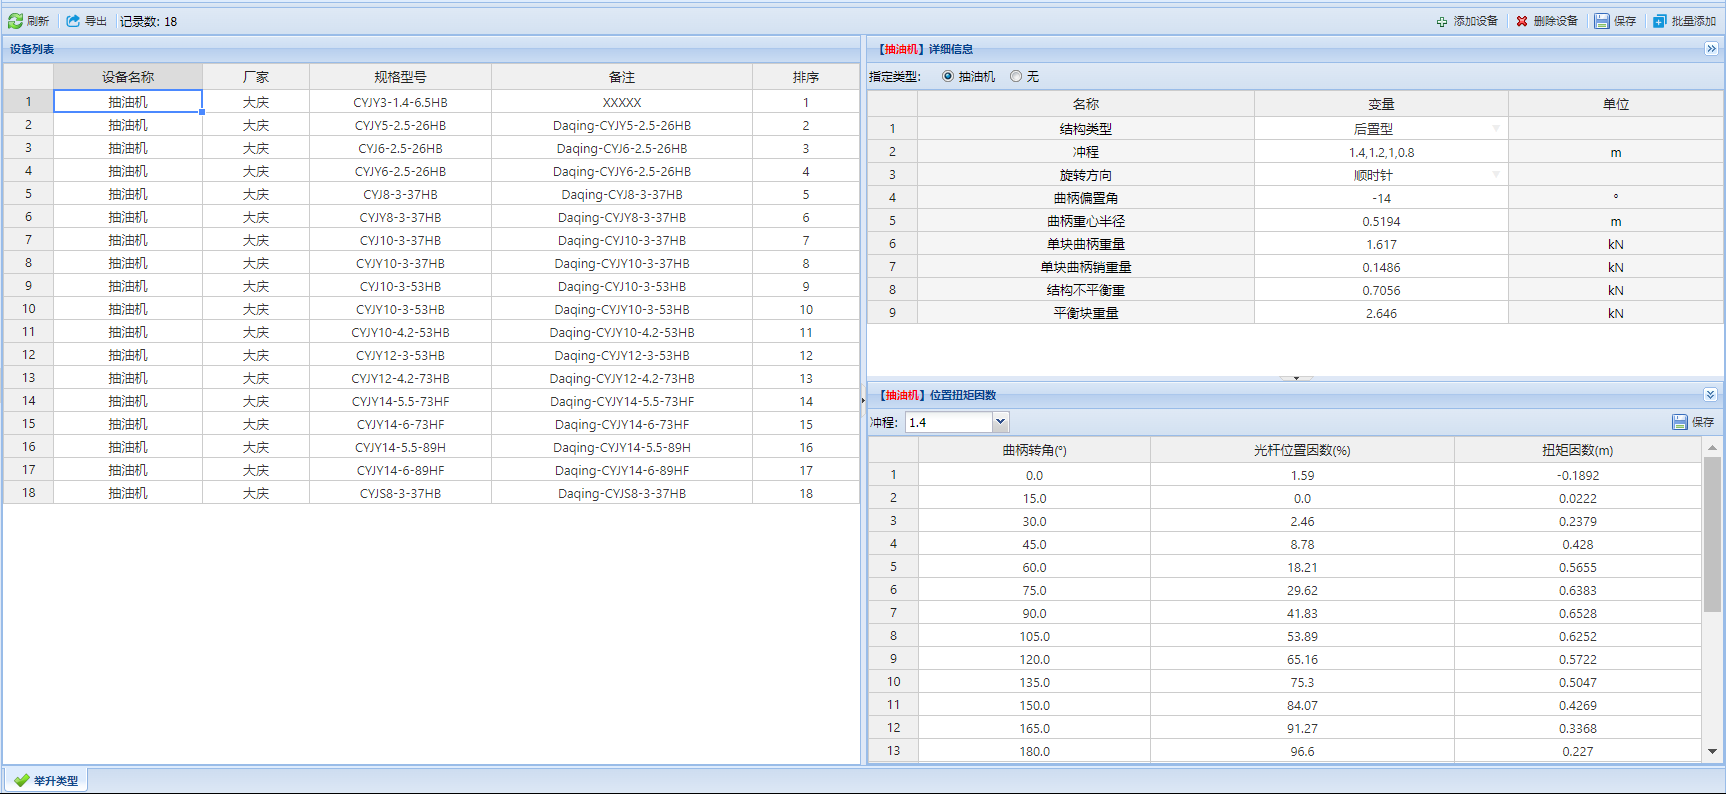 刷新 导出 记录数: 18 添加设备 删除设备 保存 批量添加
设备列表
设备名称 厂家 规格型号 备注 排序
1 抽油机 大庆 CYJY3-1.4-6.5HB XXXXX 1
2 抽油机 大庆 CYJY5-2.5-26HB Daqing-CYJY5-2.5-26HB 2
3 抽油机 大庆 CYJ6-2.5-26HB Daqing-CYJ6-2.5-26HB 3
4 抽油机 大庆 CYJY6-2.5-26HB Daqing-CYJY6-2.5-26HB 4
5 抽油机 大庆 CYJ8-3-37HB Daqing-CYJ8-3-37HB 5
6 抽油机 大庆 CYJY8-3-37HB Daqing-CYJY8-3-37HB 6
7 抽油机 大庆 CYJ10-3-37HB Daqing-CYJ10-3-37HB 7
8 抽油机 大庆 CYJY10-3-37HB Daqing-CYJY10-3-37HB 8
9 抽油机 大庆 CYJ10-3-53HB Daqing-CYJ10-3-53HB 9
10 抽油机 大庆 CYJY10-3-53HB Daqing-CYJY10-3-53HB 10
11 抽油机 大庆 CYJY10-4.2-53HB Daqing-CYJY10-4.2-53HB 11
12 抽油机 大庆 CYJY12-3-53HB Daqing-CYJY12-3-53HB 12
13 抽油机 大庆 CYJY12-4.2-73HB Daqing-CYJY12-4.2-73HB 13
14 抽油机 大庆 CYJY14-5.5-73HF Daqing-CYJY14-5.5-73HF 14
15 抽油机 大庆 CYJY14-6-73HF Daqing-CYJY14-6-73HF 15
16 抽油机 大庆 CYJY14-5.5-89H Daqing-CYJY14-5.5-89H 16
17 抽油机 大庆 CYJY14-6-89HF Daqing-CYJY14-6-89HF 17
18 抽油机 大庆 CYJS8-3-37HB Daqing-CYJS8-3-37HB 18
【抽油机】详细信息
指定类型: 抽油机 无
名称 变量 单位
1 结构类型 后置型
2 冲程 1.4,1.2,1,0.8 m
3 旋转方向 顺时针
4 曲柄偏置角 -14 °
5 曲柄重心半径 0.5194 m
6 单块曲柄重量 1.617 kN
7 单块曲柄销重量 0.1486 kN
8 结构不平衡重 0.7056 kN
9 平衡块重量 2.646 kN
【抽油机】位置扭矩因数
冲程: 1.4 保存
曲柄转角(°) 光杆位置因数(%) 扭矩因数(m)
1 0.0 1.59 -0.1892
2 15.0 0.0 0.0222
3 30.0 2.46 0.2379
4 45.0 8.78 0.428
5 60.0 18.21 0.5655
6 75.0 29.62 0.6383
7 90.0 41.83 0.6528
8 105.0 53.89 0.6252
9 120.0 65.16 0.5722
10 135.0 75.3 0.5047
11 150.0 84.07 0.4269
12 165.0 91.27 0.3368
13 180.0 96.6 0.227
举升类型